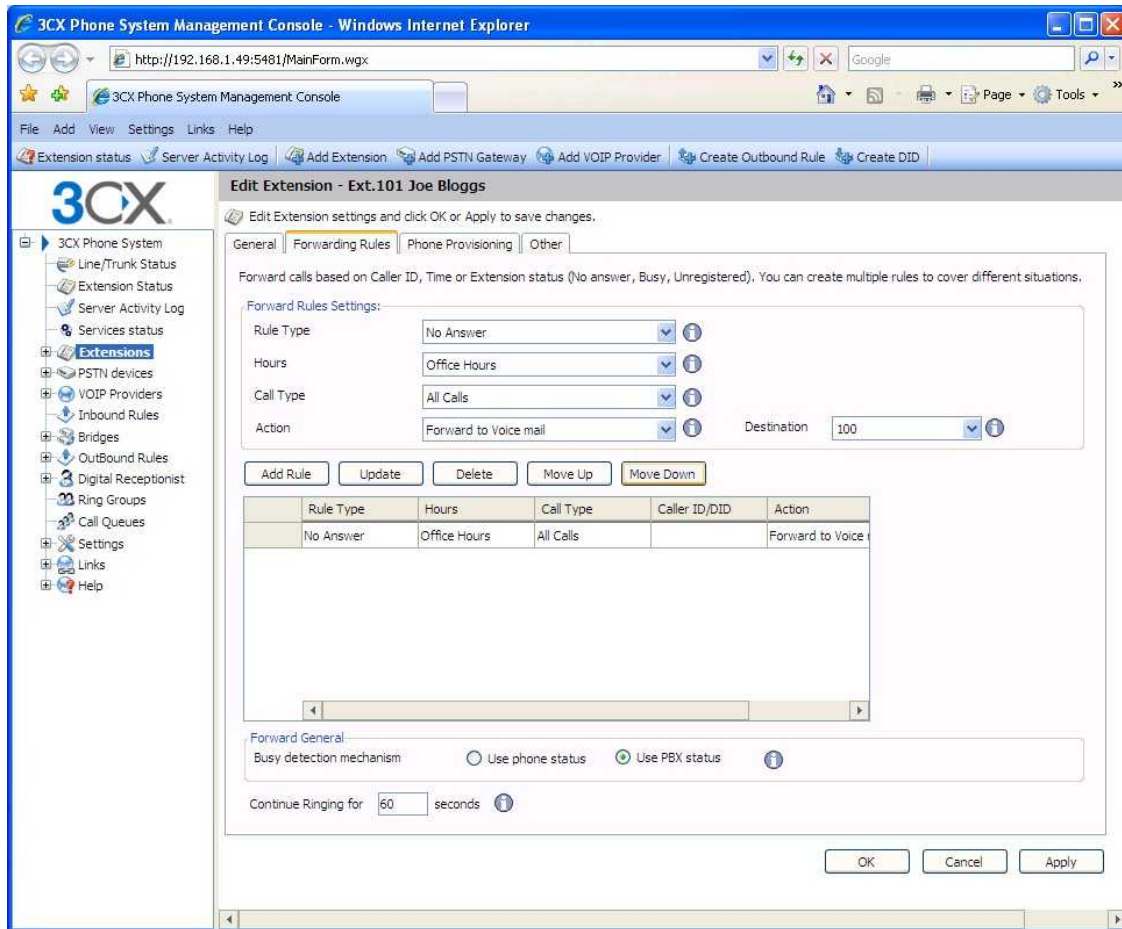 3CX Phone System Management Console - Windows Internet Explorer
http://192.168.1.49:5481/MainForm.wgx
Google
3CX Phone System Management Console
Page
Tools
File Add View Settings Links Help
Extension status Server Activity Log Add Extension Add PSTN Gateway Add VOIP Provider Create Outbound Rule Create DID
3CX
3CX Phone System
Line/Trunk Status
Extension Status
Server Activity Log
Services status
Extensions
PSTN devices
VOIP Providers
Inbound Rules
Bridges
OutBound Rules
Digital Receptionist
Ring Groups
Call Queues
Settings
Links
Help
Edit Extension - Ext.101 Joe Bloggs
Edit Extension settings and click OK or Apply to save changes.
General Forwarding Rules Phone Provisioning Other
Forward calls based on Caller ID, Time or Extension status (No answer, Busy, Unregistered). You can create multiple rules to cover different situations.
Forward Rules Settings:
Rule Type No Answer
Hours Office Hours
Call Type All Calls
Action Forward to Voice mail Destination 100
Add Rule Update Delete Move Up Move Down
Rule Type Hours Call Type Caller ID/DID Action
No Answer Office Hours All Calls Forward to Voice
Forward General
Busy detection mechanism Use phone status Use PBX status
Continue Ringing for 60 seconds
OK Cancel Apply